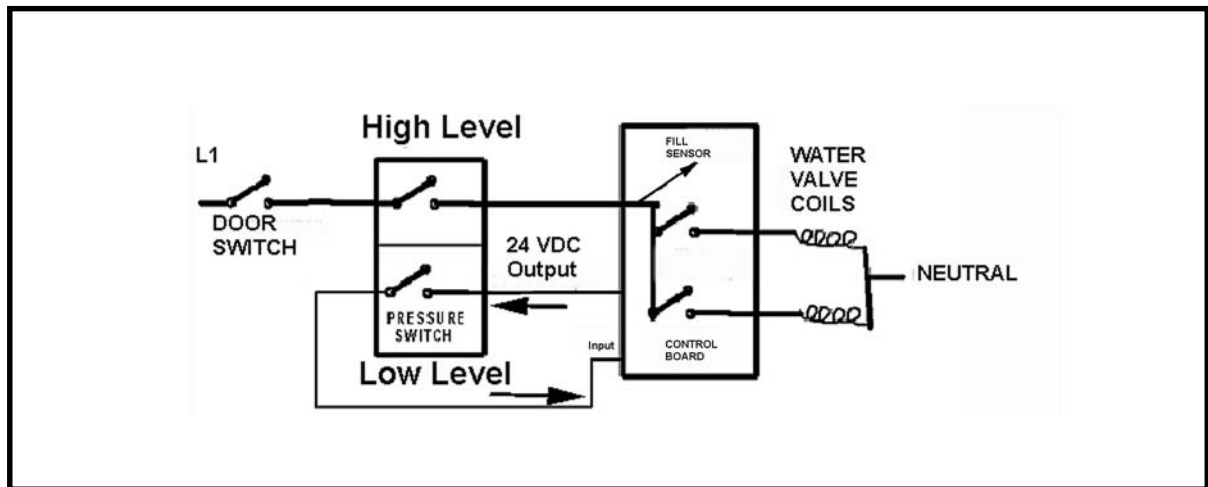 High Level
L1
DOOR
SWITCH
FILL
SENSOR
WATER
VALVE
COILS
24 VDC
Output
NEUTRAL
PRESSURE
SWITCH
Input
CONTROL
BOARD
Low Level